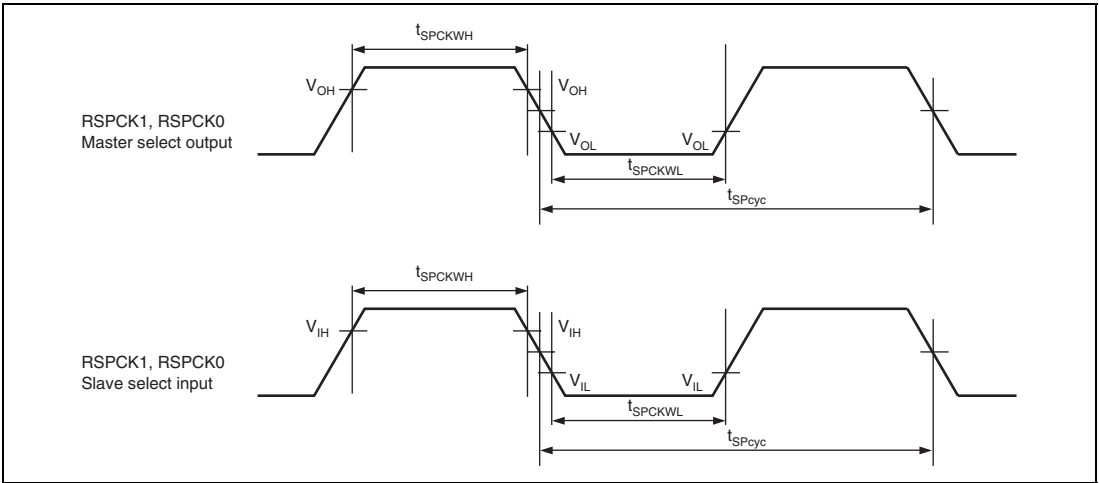 tSPCKWH
VOH
VOH
RSPCK1, RSPCK0
Master select output
VOL
VOL
tSPCKWL
tSPcyc
tSPCKWH
VIH
VIH
RSPCK1, RSPCK0
Slave select input
VIL
VIL
tSPCKWL
tSPcyc